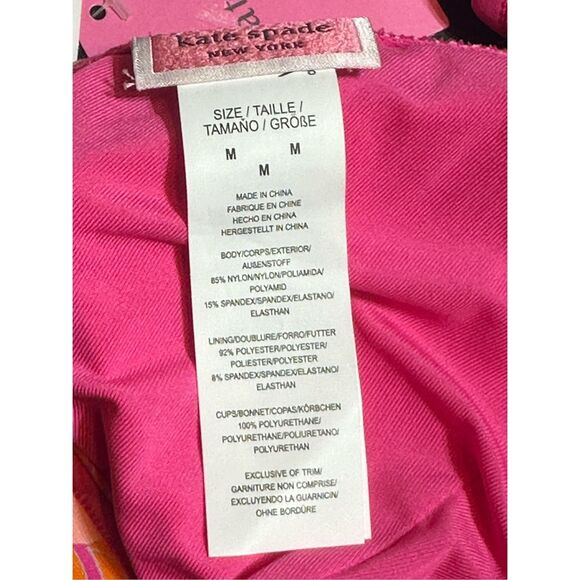 kate spade
NEW YORK
SIZE / TAILLE /
TAMAÑO / GRÖßE
M M
M
MADE IN CHINA
FABRIQUE EN CHINE
HECHO EN CHINA
HERGESTELLT IN CHINA
BODY/CORPS/EXTERIOR/
AUßENSTOFF
85% NYLON/NYLON/POLIAMIDA/
POLYAMID
15% SPANDEX/SPANDEX/ELASTANO/
ELASTHAN
LINING/DOUBLURE/FORRO/FUTTER
92% POLYESTER/POLYESTER/
POLIESTER/POLYESTER
8% SPANDEX/SPANDEX/ELASTANO/
ELASTHAN
CUPS/BONNET/COPAS/KÖRBCHEN
100% POLYURETHANE/
POLYURETHANE/POLIURETANO/
POLYURETHAN
EXCLUSIVE OF TRIM/
GARNITURE NON COMPRISE/
EXCLUYENDO LA GUARNICIN/
OHNE BORDÜRE